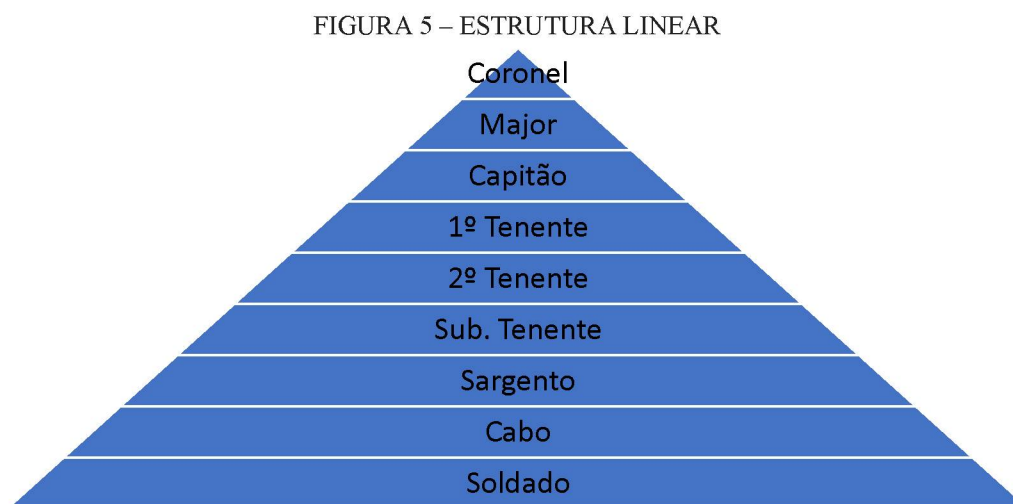 FIGURA 5 – ESTRUTURA LINEAR
Coronel
Major
Capitão
1º Tenente
2º Tenente
Sub. Tenente
Sargento
Cabo
Soldado